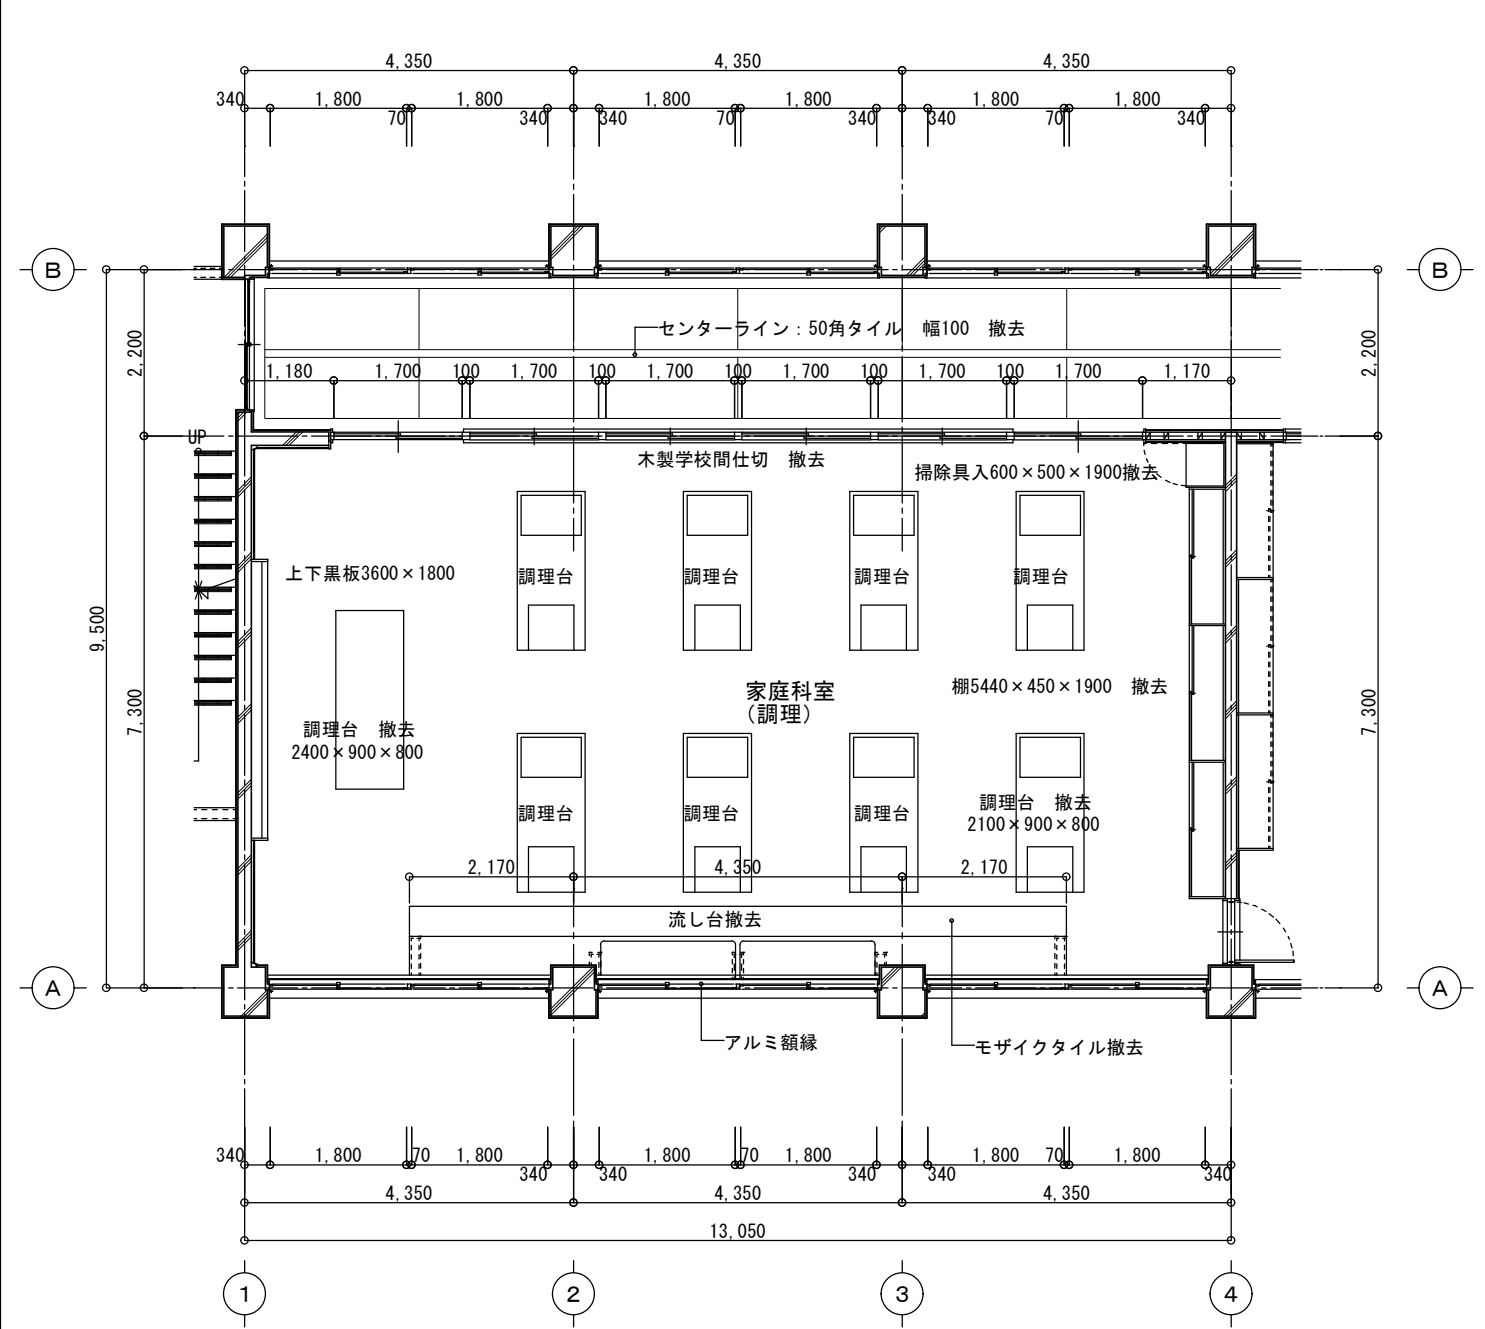 4,350 4,350 4,350
340 1,800 1,800 1,800 1,800 1,800 1,800
70 340 340 70 340 340 70 340
B B
センターライン：50角タイル　幅100　撤去
2,200 2,200
1,180 1,700 100 1,700 100 1,700 100 1,700 100 1,700 100 1,700 1,170
UP
木製学校間仕切　撤去
掃除具入600×500×1900撤去
上下黒板3600×1800
調理台 調理台 調理台 調理台
9,500
家庭科室
（調理）
棚5440×450×1900　撤去
7,300 7,300
調理台　撤去
2400×900×800
調理台　撤去
2100×900×800
調理台 調理台 調理台
2,170 4,350 2,170
流し台撤去
A A
アルミ額縁
モザイクタイル撤去
340 1,800 70 1,800 1,800 70 1,800 1,800 70 1,800
340 340 340 340 340
4,350 4,350 4,350
13,050
1 2 3 4